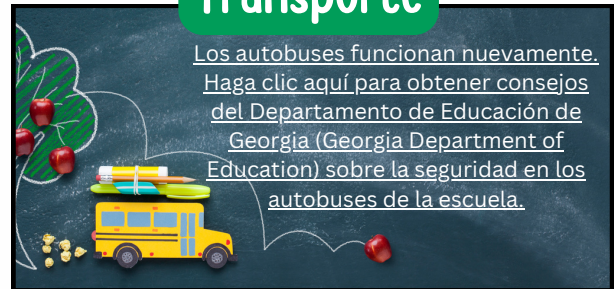 Transporte
Los autobuses funcionan nuevamente.
Haga clic aquí para obtener consejos
del Departamento de Educación de
Georgia (Georgia Department of
Education) sobre la seguridad en los
autobuses de la escuela.